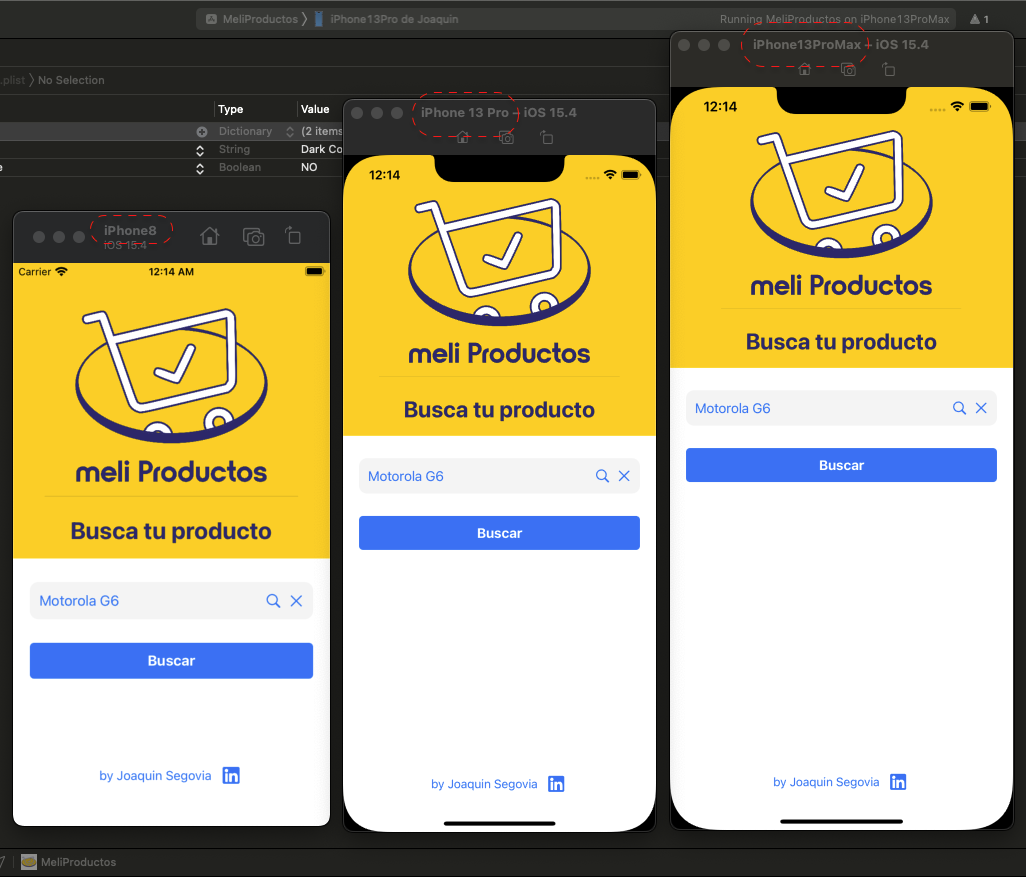 MeliProductos 〉 iPhone13Pro de Joaquin
Running MeliProductos on iPhone13ProMax
1
.plist 〉 No Selection
Type Value
Dictionary (2 items
String Dark Co
Boolean NO
iPhone8
iOS 15.4
Carrier 12:14 AM
meli Productos
Busca tu producto
Motorola G6
Buscar
by Joaquin Segovia in
iPhone 13 Pro – iOS 15.4
12:14
meli Productos
Busca tu producto
Motorola G6
Buscar
by Joaquin Segovia in
iPhone13ProMax – iOS 15.4
12:14
meli Productos
Busca tu producto
Motorola G6
Buscar
by Joaquin Segovia in
MeliProductos